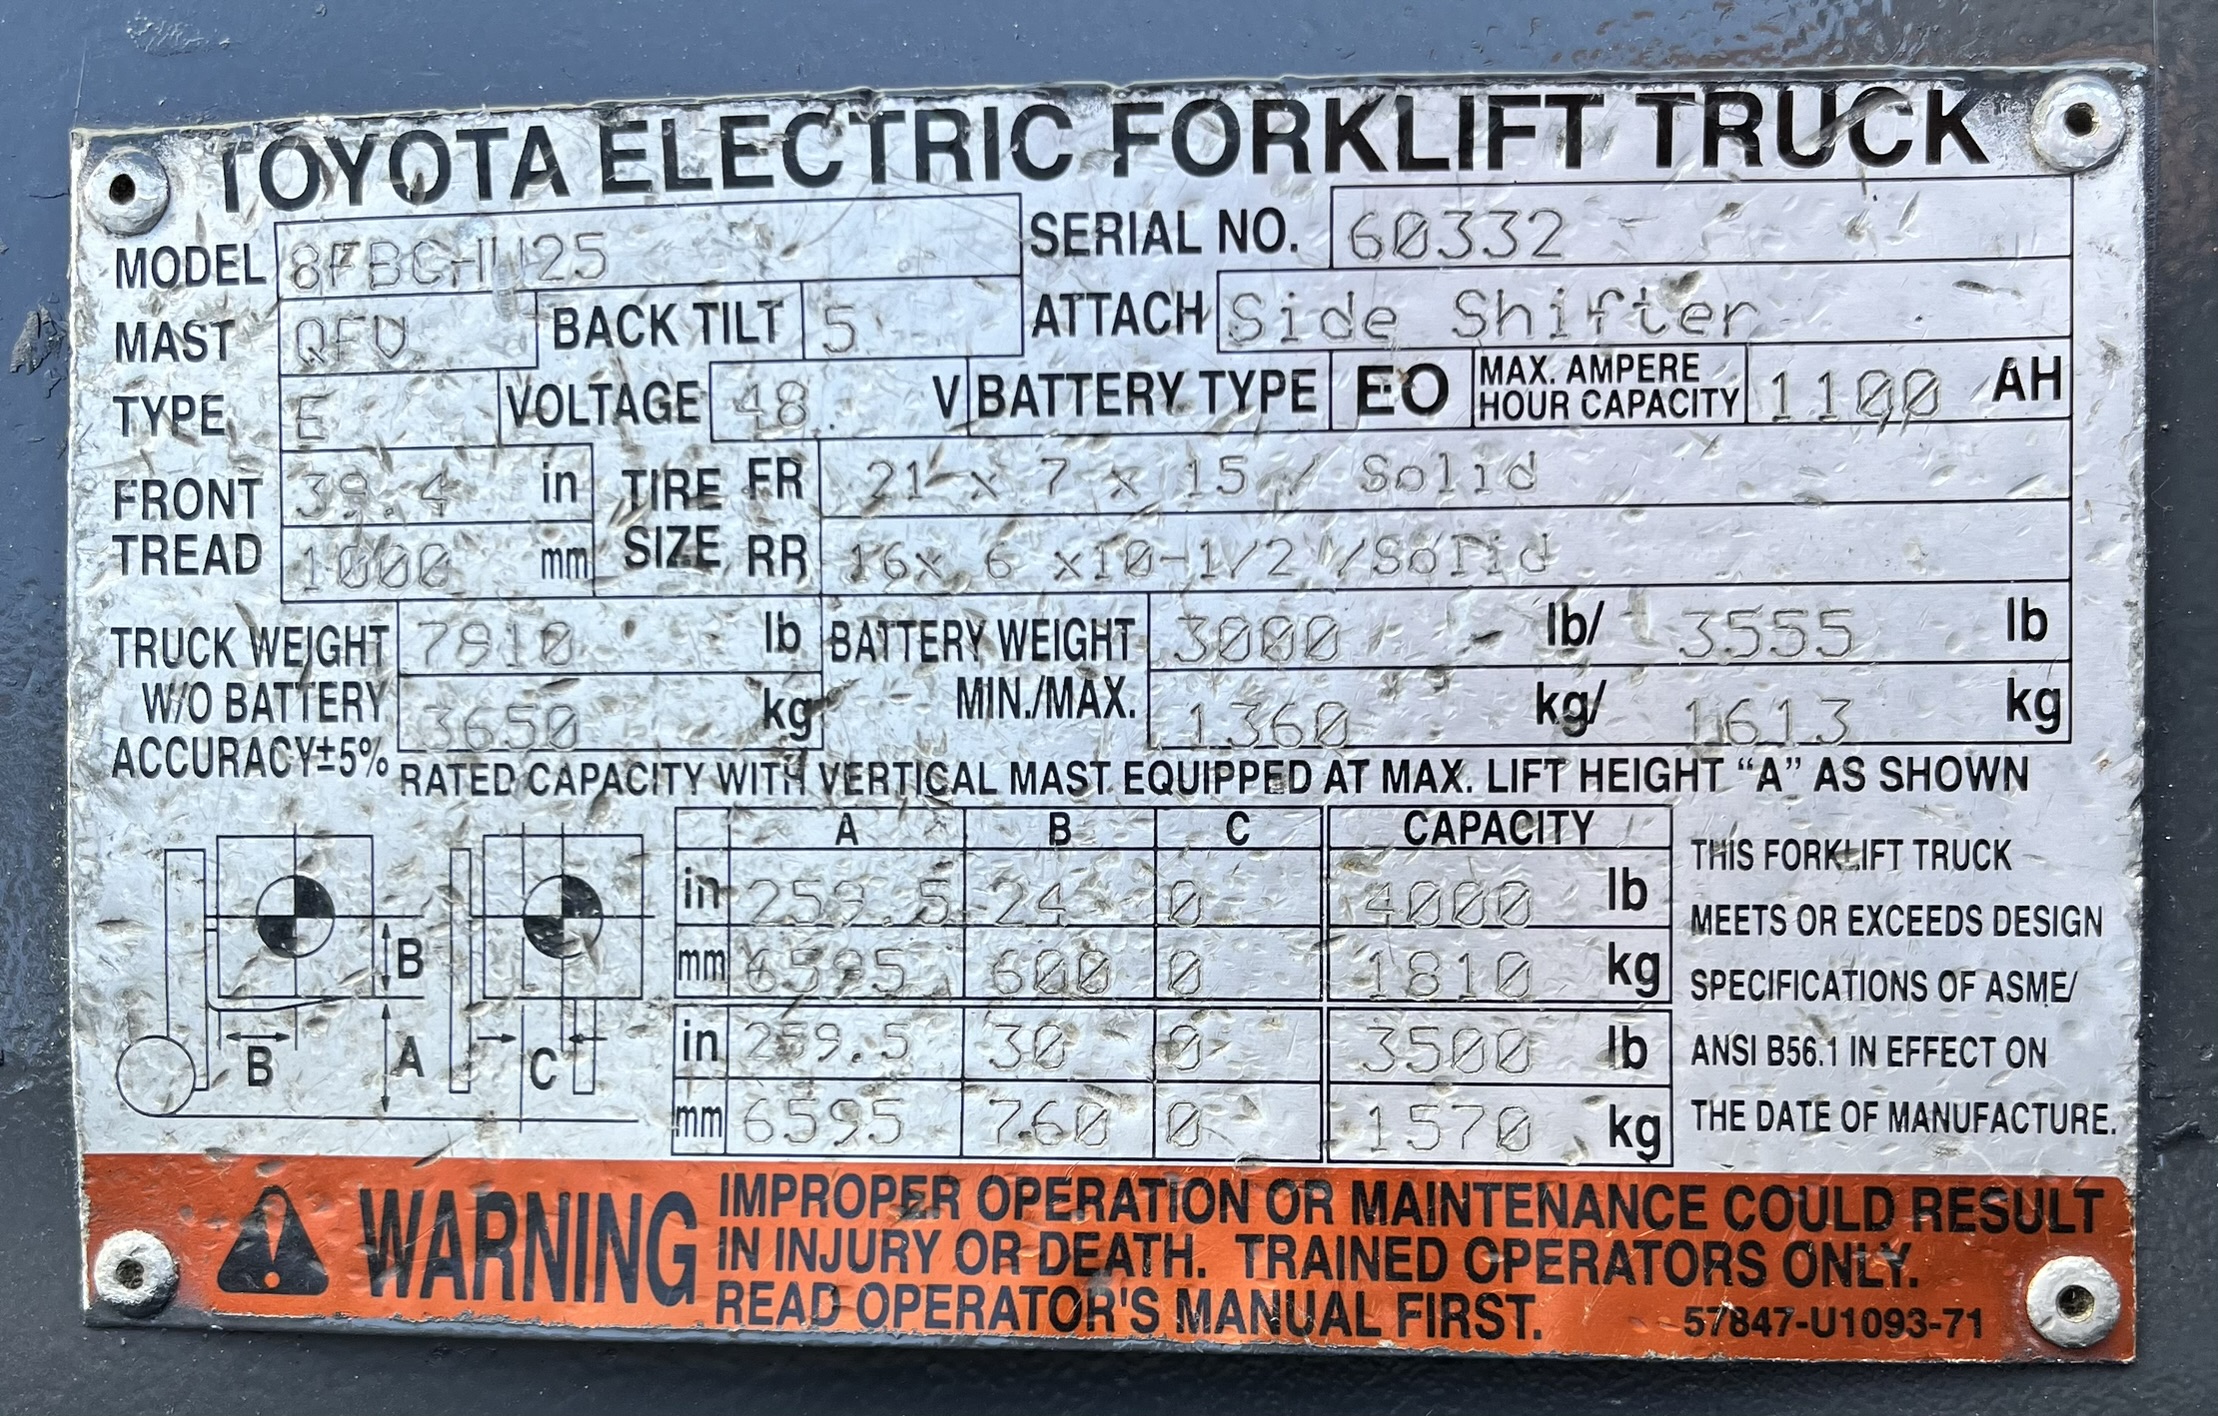 TOYOTA ELECTRIC FORKLIFT TRUCK
MODEL 8FBCHU25 SERIAL NO. 60332
MAST QFV BACK TILT 5 ATTACH Side Shifter
TYPE E VOLTAGE 48 V BATTERY TYPE EO MAX. AMPERE HOUR CAPACITY 1100 AH
FRONT TREAD 39.4 in TIRE SIZE FR 21 x 7 x 15 / Solid
1000 mm RR 16x 6 x10-1/2 /Solid
TRUCK WEIGHT 7910 lb BATTERY WEIGHT 3000 lb/ 3555 lb
W/O BATTERY 3650 kg MIN./MAX. 1360 kg/ 1613 kg
ACCURACY±5%
RATED CAPACITY WITH VERTICAL MAST EQUIPPED AT MAX. LIFT HEIGHT “A” AS SHOWN
A B C CAPACITY
in 259.5 24 0 4000 lb
mm 6595 600 0 1810 kg
in 259.5 30 0 3500 lb
mm 6595 760 0 1570 kg
B
B
A
C
THIS FORKLIFT TRUCK
MEETS OR EXCEEDS DESIGN
SPECIFICATIONS OF ASME/
ANSI B56.1 IN EFFECT ON
THE DATE OF MANUFACTURE.
WARNING
IMPROPER OPERATION OR MAINTENANCE COULD RESULT
IN INJURY OR DEATH. TRAINED OPERATORS ONLY.
READ OPERATOR'S MANUAL FIRST.
57847-U1093-71